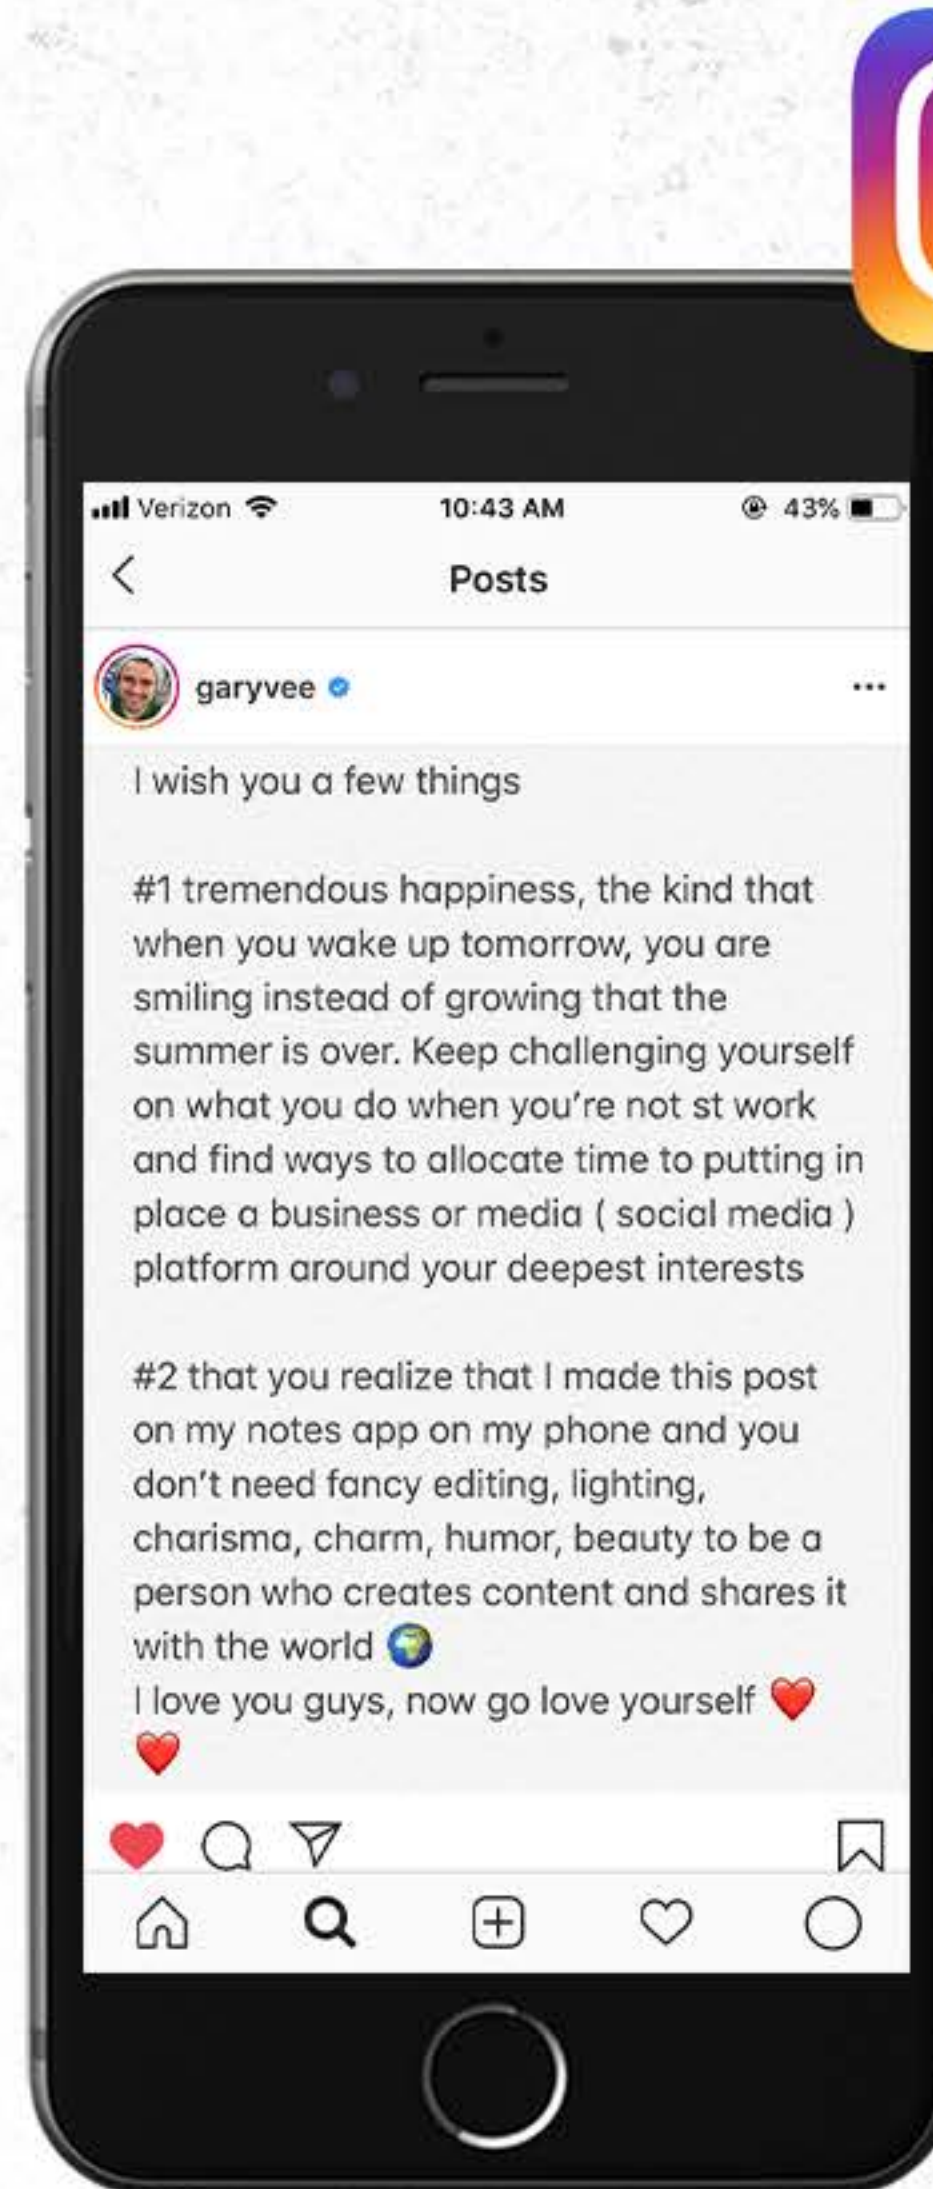 Verizon 10:43 AM 43%
Posts
garyvee
...
I wish you a few things
#1 tremendous happiness, the kind that
when you wake up tomorrow, you are
smiling instead of growing that the
summer is over. Keep challenging yourself
on what you do when you're not st work
and find ways to allocate time to putting in
place a business or media ( social media )
platform around your deepest interests
#2 that you realize that I made this post
on my notes app on my phone and you
don't need fancy editing, lighting,
charisma, charm, humor, beauty to be a
person who creates content and shares it
with the world 🌍
I love you guys, now go love yourself ❤️
❤️